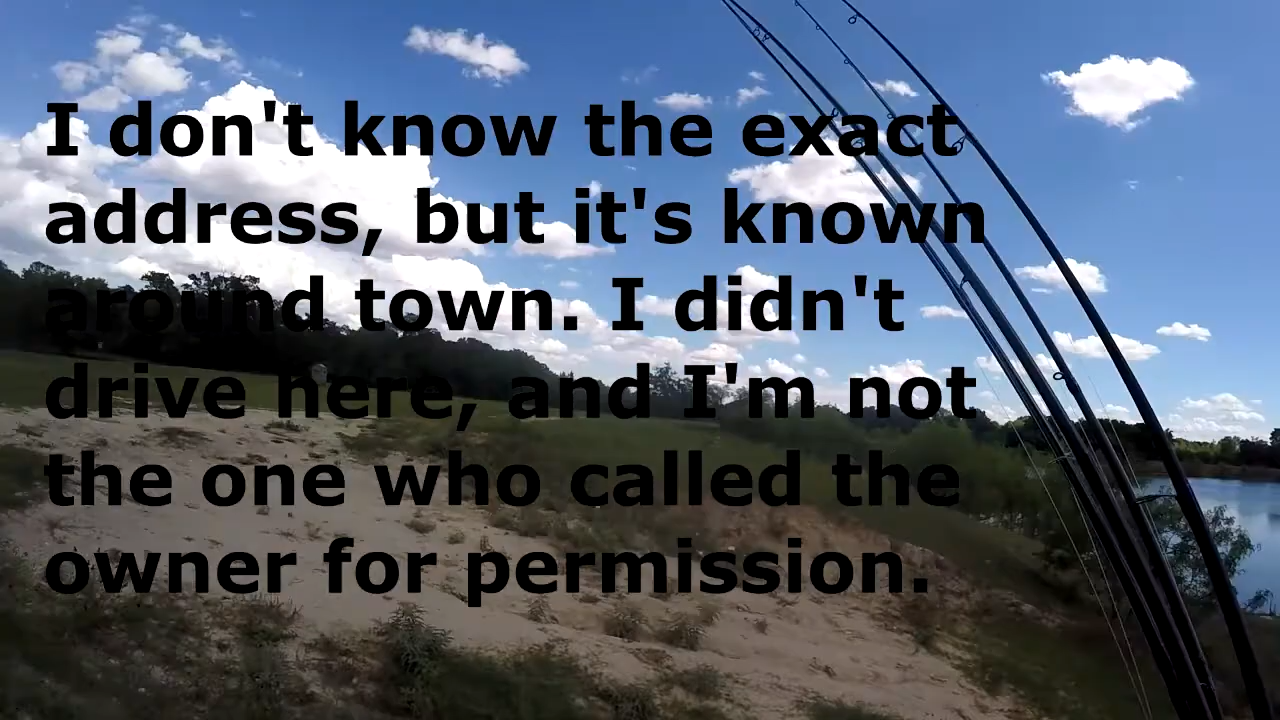 I don't know the exact
address, but it's known
around town. I didn't
drive here, and I'm not
the one who called the
owner for permission.